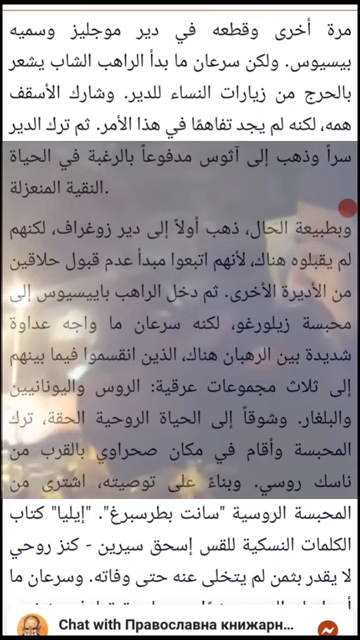 مرة أخرى وقطعه في دير موجليز وسميه
بيسيوس. ولكن سرعان ما بدأ الراهب الشاب يشعر
بالحرج من زيارات النساء للدير. وشارك الأسقف
همه، لكنه لم يجد تفاهمًا في هذا الأمر. ثم ترك الدير
سراً وذهب إلى آثوس مدفوعاً بالرغبة في الحياة
النقية المنعزلة.
وبطبيعة الحال، ذهب أولاً إلى دير زوغراف، لكنهم
لم يقبلوه هناك، لأنهم اتبعوا مبدأ عدم قبول حلاقين
من الأديرة الأخرى. ثم دخل الراهب باييسيوس إلى
محبسة زيلورغو، لكنه سرعان ما واجه عداوة
شديدة بين الرهبان هناك، الذين انقسموا فيما بينهم
إلى ثلاث مجموعات عرقية: الروس واليونانيين
والبلغار. وشوقاً إلى الحياة الروحية الحقة، ترك
المحبسة وأقام في مكان صحراوي بالقرب من
ناسك روسي. وبناءً على توصيته، اشترى من
المحبسة الروسية "سانت بطرسبرغ". "إيليا" كتاب
الكلمات النسكية للقس إسحق سيرين - كنز روحي
لا يقدر بثمن لم يتخلى عنه حتى وفاته. وسرعان ما
Chat with Православна книжарн...